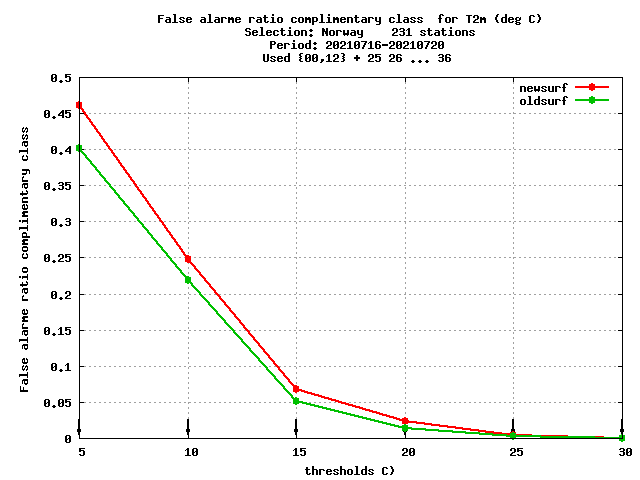 False alarme ratio complimentary class  for T2m (deg C)
Selection: Norway    231 stations
Period: 20210716-20210720
Used {00,12} + 25 26 ... 36
newsurf
oldsurf
False alarme ratio complimentary class
0.5
0.45
0.4
0.35
0.3
0.25
0.2
0.15
0.1
0.05
0
5 10 15 20 25 30
thresholds C)